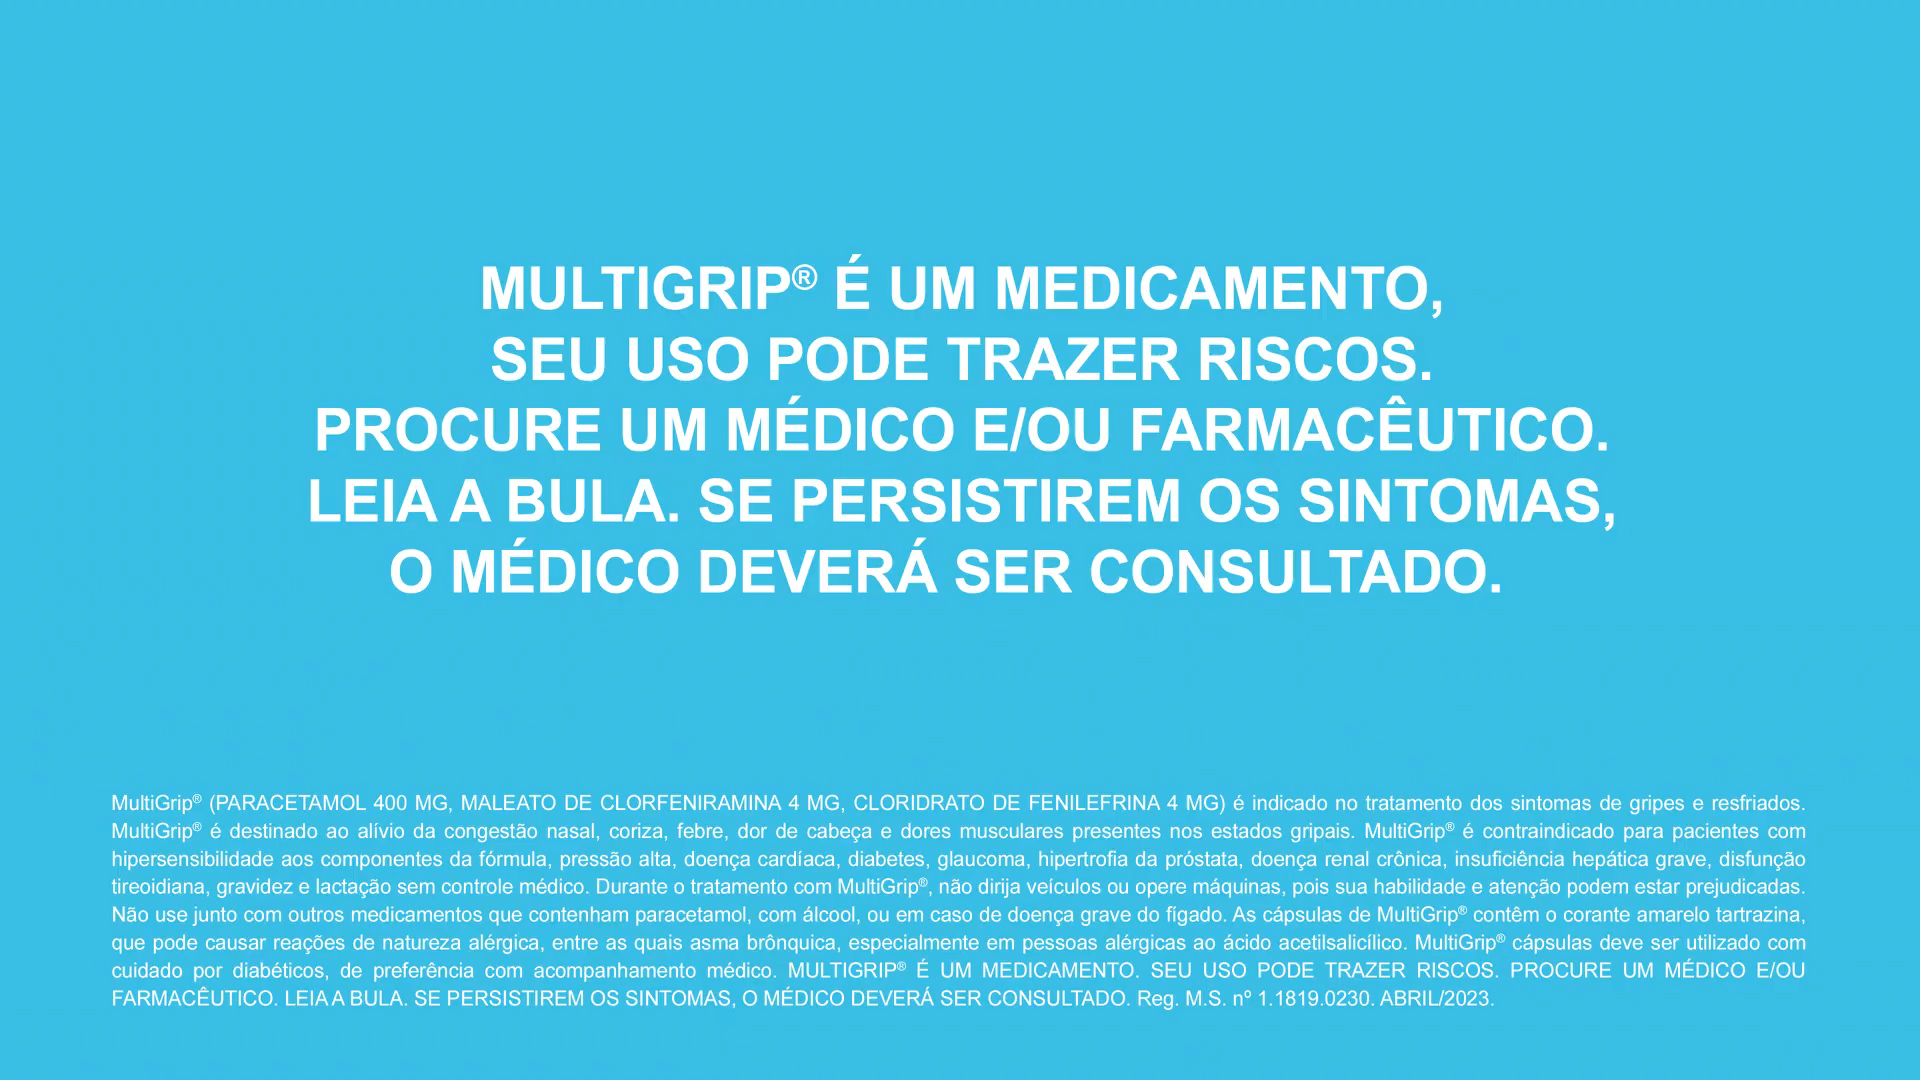 MULTIGRIP® É UM MEDICAMENTO,
SEU USO PODE TRAZER RISCOS.
PROCURE UM MÉDICO E/OU FARMACÊUTICO.
LEIA A BULA. SE PERSISTIREM OS SINTOMAS,
O MÉDICO DEVERÁ SER CONSULTADO.
MultiGrip® (PARACETAMOL 400 MG, MALEATO DE CLORFENIRAMINA 4 MG, CLORIDRATO DE FENILEFRINA 4 MG) é indicado no tratamento dos sintomas de gripes e resfriados.
MultiGrip® é destinado ao alívio da congestão nasal, coriza, febre, dor de cabeça e dores musculares presentes nos estados gripais. MultiGrip® é contraindicado para pacientes com
hipersensibilidade aos componentes da fórmula, pressão alta, doença cardíaca, diabetes, glaucoma, hipertrofia da próstata, doença renal crônica, insuficiência hepática grave, disfunção
tireoidiana, gravidez e lactação sem controle médico. Durante o tratamento com MultiGrip®, não dirija veículos ou opere máquinas, pois sua habilidade e atenção podem estar prejudicadas.
Não use junto com outros medicamentos que contenham paracetamol, com álcool, ou em caso de doença grave do fígado. As cápsulas de MultiGrip® contêm o corante amarelo tartrazina,
que pode causar reações de natureza alérgica, entre as quais asma brônquica, especialmente em pessoas alérgicas ao ácido acetilsalicílico. MultiGrip® cápsulas deve ser utilizado com
cuidado por diabéticos, de preferência com acompanhamento médico. MULTIGRIP® É UM MEDICAMENTO. SEU USO PODE TRAZER RISCOS. PROCURE UM MÉDICO E/OU
FARMACÊUTICO. LEIA A BULA. SE PERSISTIREM OS SINTOMAS, O MÉDICO DEVERÁ SER CONSULTADO. Reg. M.S. nº 1.1819.0230. ABRIL/2023.